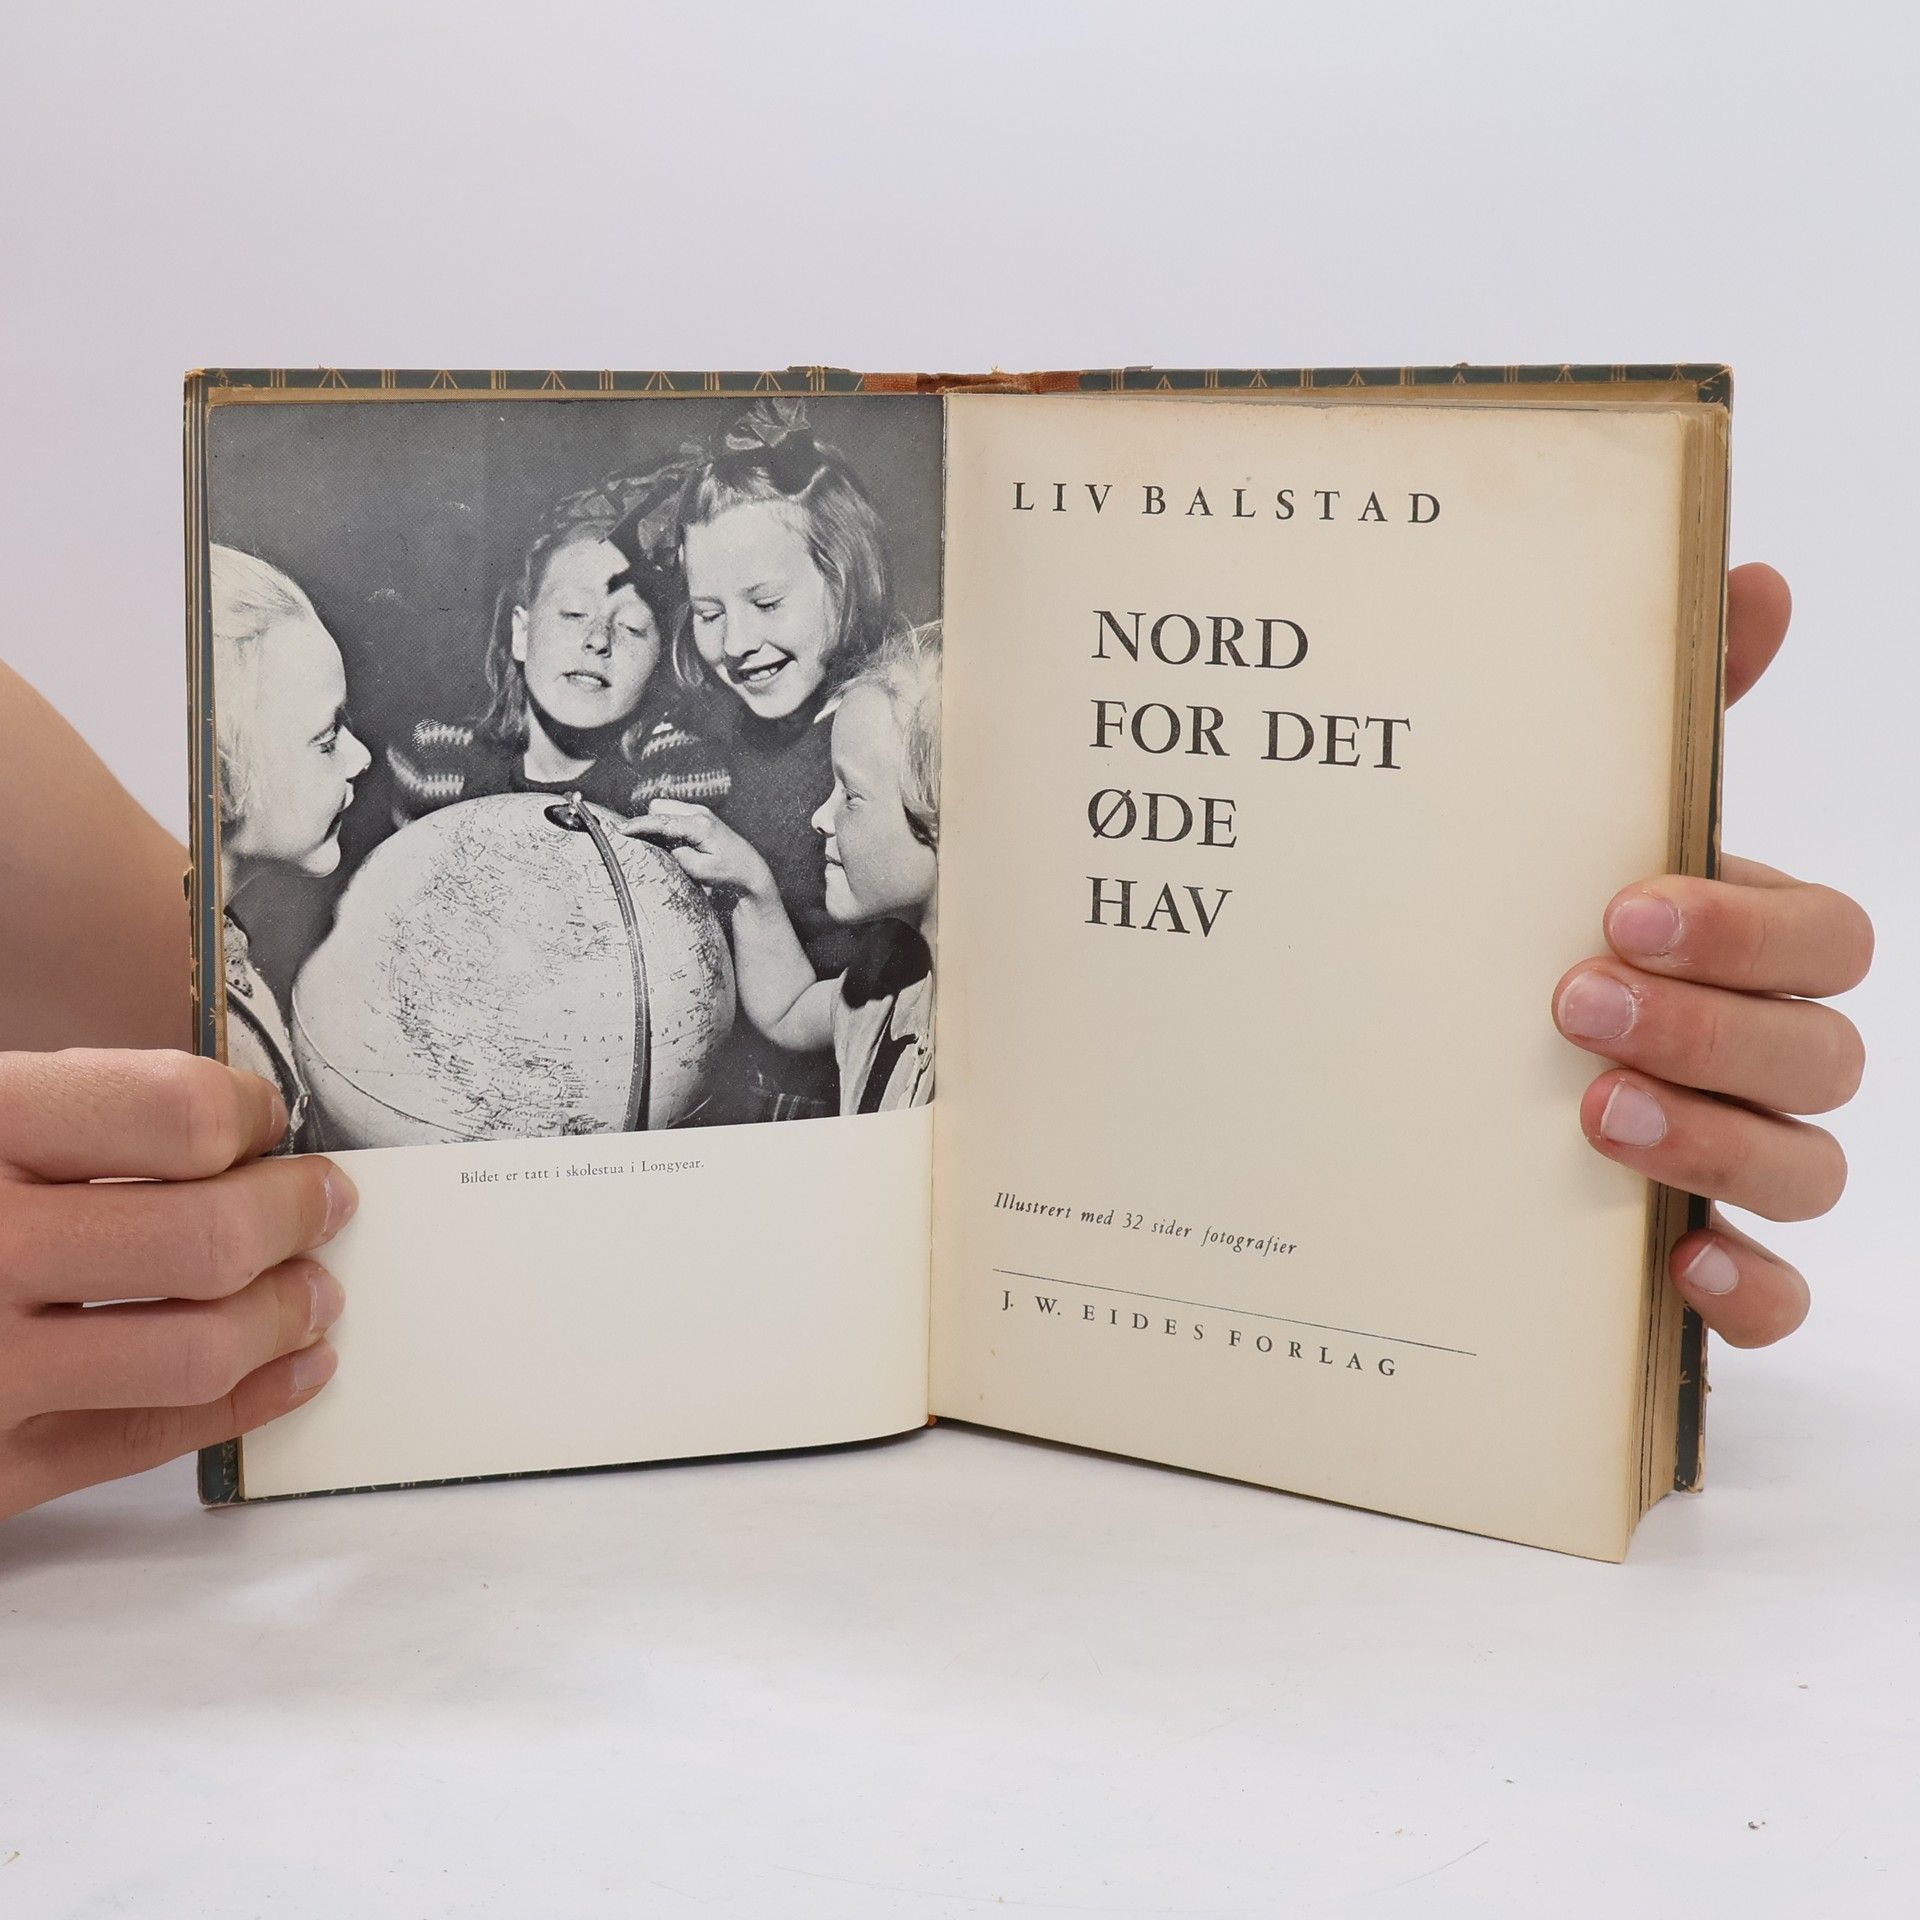 Bildet er tatt i skolestua i Longyear.
LIV BALSTAD
NORD
FOR DET
ØDE
HAV
Illustrert med 32 sider fotografier
J. W. EIDES FORLAG